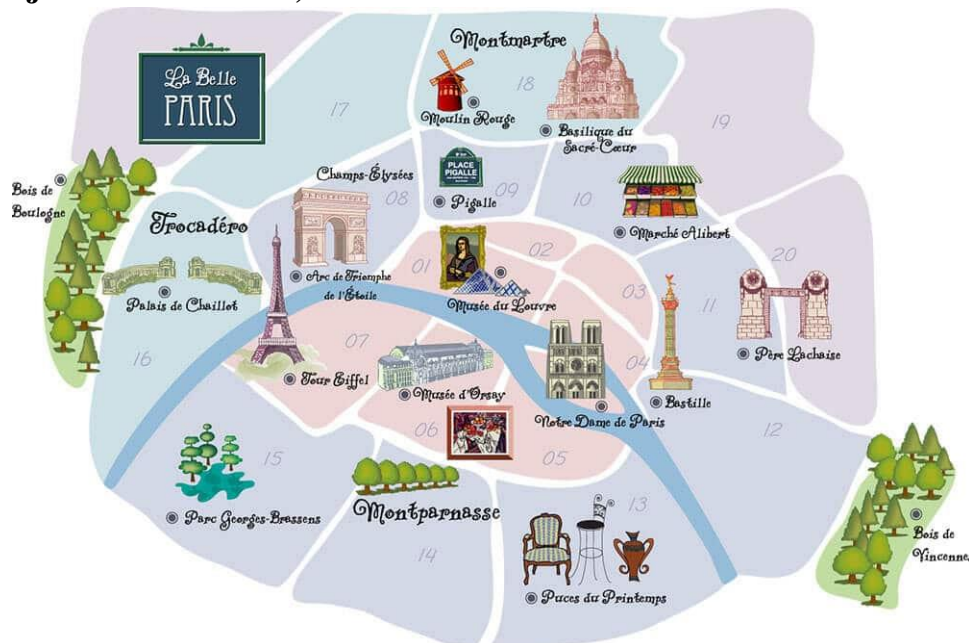 La Belle
PARIS
Montmartre
18
17
19
Moulin Rouge
Basilique du
Sacré-Cœur
Bois de
Boulogne
Champs-Élysées
08
PLACE
PIGALLE
09
Pigalle
10
Marché Alibert
Trocadéro
01
02
20
Arc de Triomphe
de l'Étoile
Musée du Louvre
03
11
Palais de Chaillot
16
07
Tour Eiffel
Musée d'Orsay
04
Père Lachaise
Bastille
Notre Dame de Paris
06
05
12
15
Parc Georges-Brassens
Montparnasse
14
13
Puces du Printemps
Bois de
Vincennes